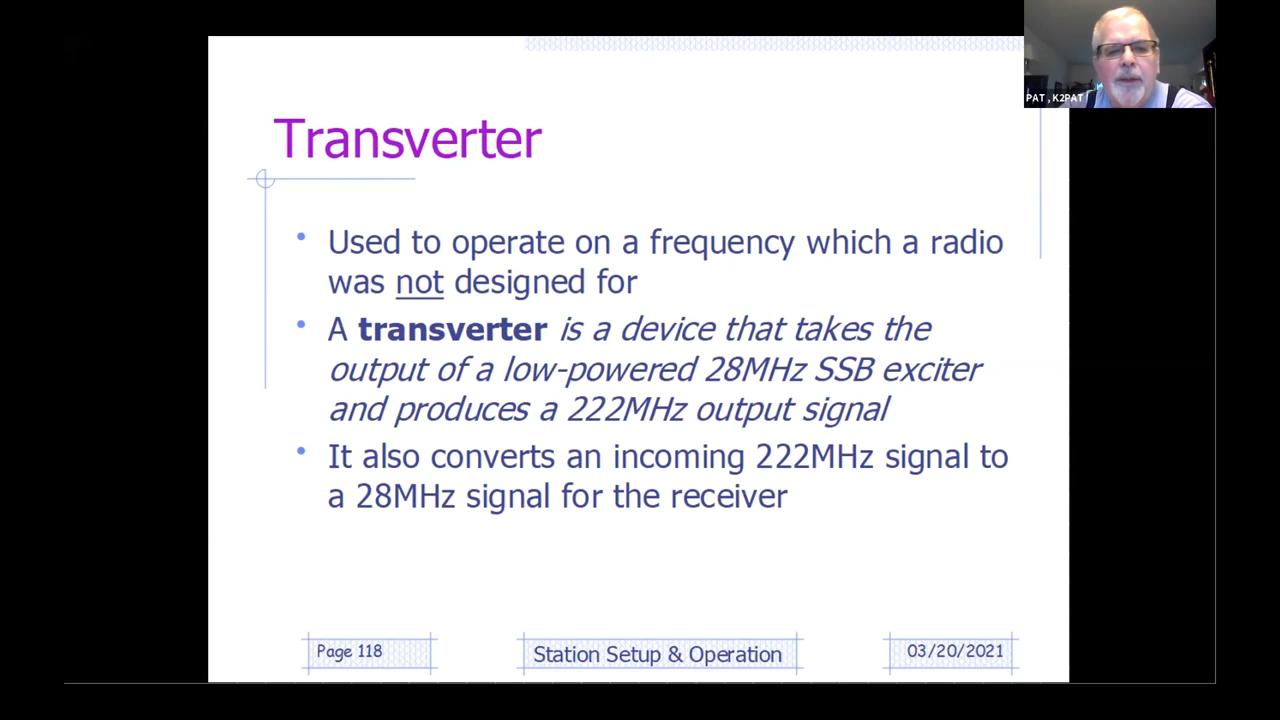 PAT , K2PAT
Transverter
• Used to operate on a frequency which a radio
was not designed for
• A transverter is a device that takes the
output of a low-powered 28MHz SSB exciter
and produces a 222MHz output signal
• It also converts an incoming 222MHz signal to
a 28MHz signal for the receiver
Page 118
Station Setup & Operation
03/20/2021